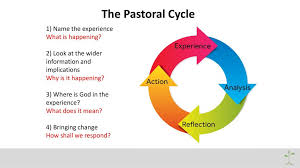 The Pastoral Cycle
1) Name the experience
What is happening?
2) Look at the wider
information and
implications
Why is it happening?
3) Where is God in the
experience?
What does it mean?
4) Bringing change
How shall we respond?
Experience
Analysis
Reflection
Action